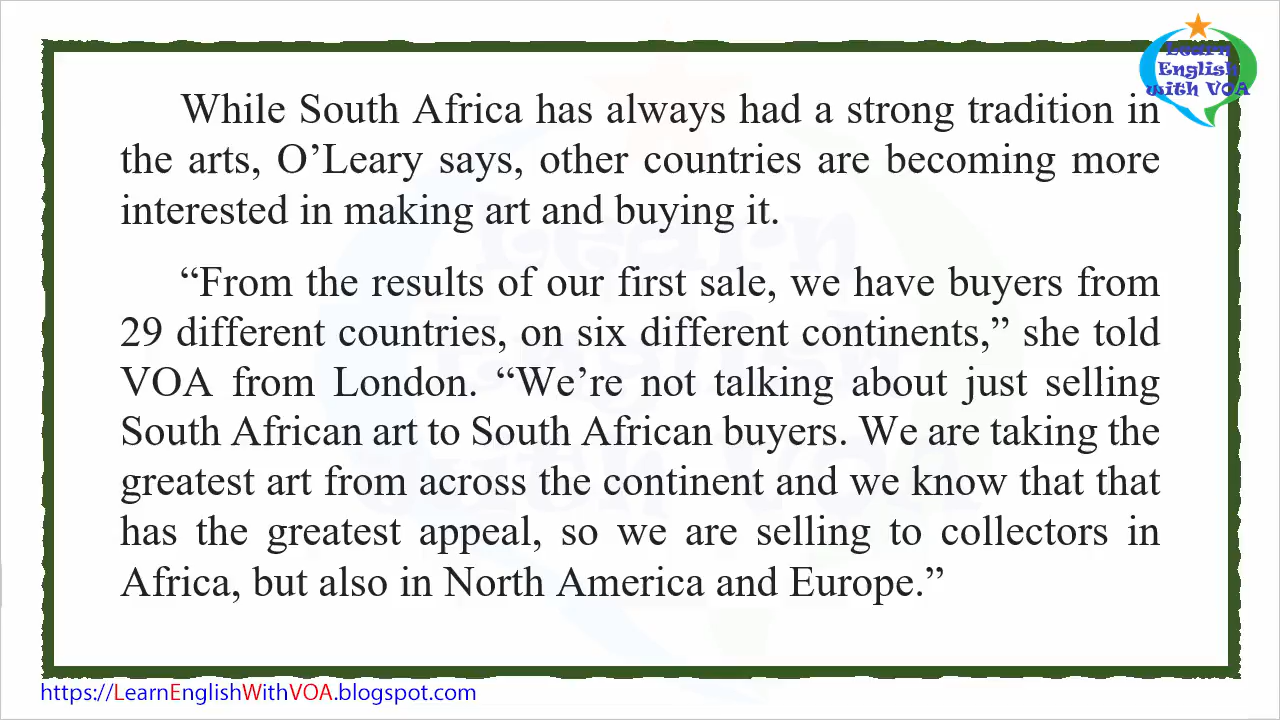 Learn
English
with VOA
While South Africa has always had a strong tradition in
the arts, O’Leary says, other countries are becoming more
interested in making art and buying it.
“From the results of our first sale, we have buyers from
29 different countries, on six different continents,” she told
VOA from London. “We’re not talking about just selling
South African art to South African buyers. We are taking the
greatest art from across the continent and we know that that
has the greatest appeal, so we are selling to collectors in
Africa, but also in North America and Europe.”
https://LearnEnglishWithVOA.blogspot.com